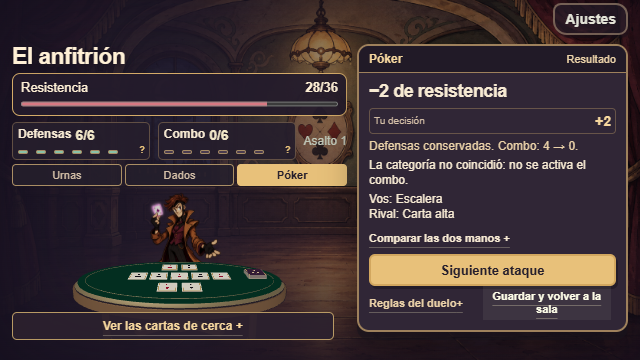 Ajustes
El anfitrión
Resistencia 28/36
Defensas 6/6 ?
Combo 0/6 ?
Asalto 1
Urnas
Dados
Póker
Ver las cartas de cerca +
Póker Resultado
−2 de resistencia
Tu decisión +2
Defensas conservadas. Combo: 4 → 0.
La categoría no coincidió: no se activa el
combo.
Vos: Escalera
Rival: Carta alta
Comparar las dos manos +
Siguiente ataque
Reglas del duelo+
Guardar y volver a la
sala